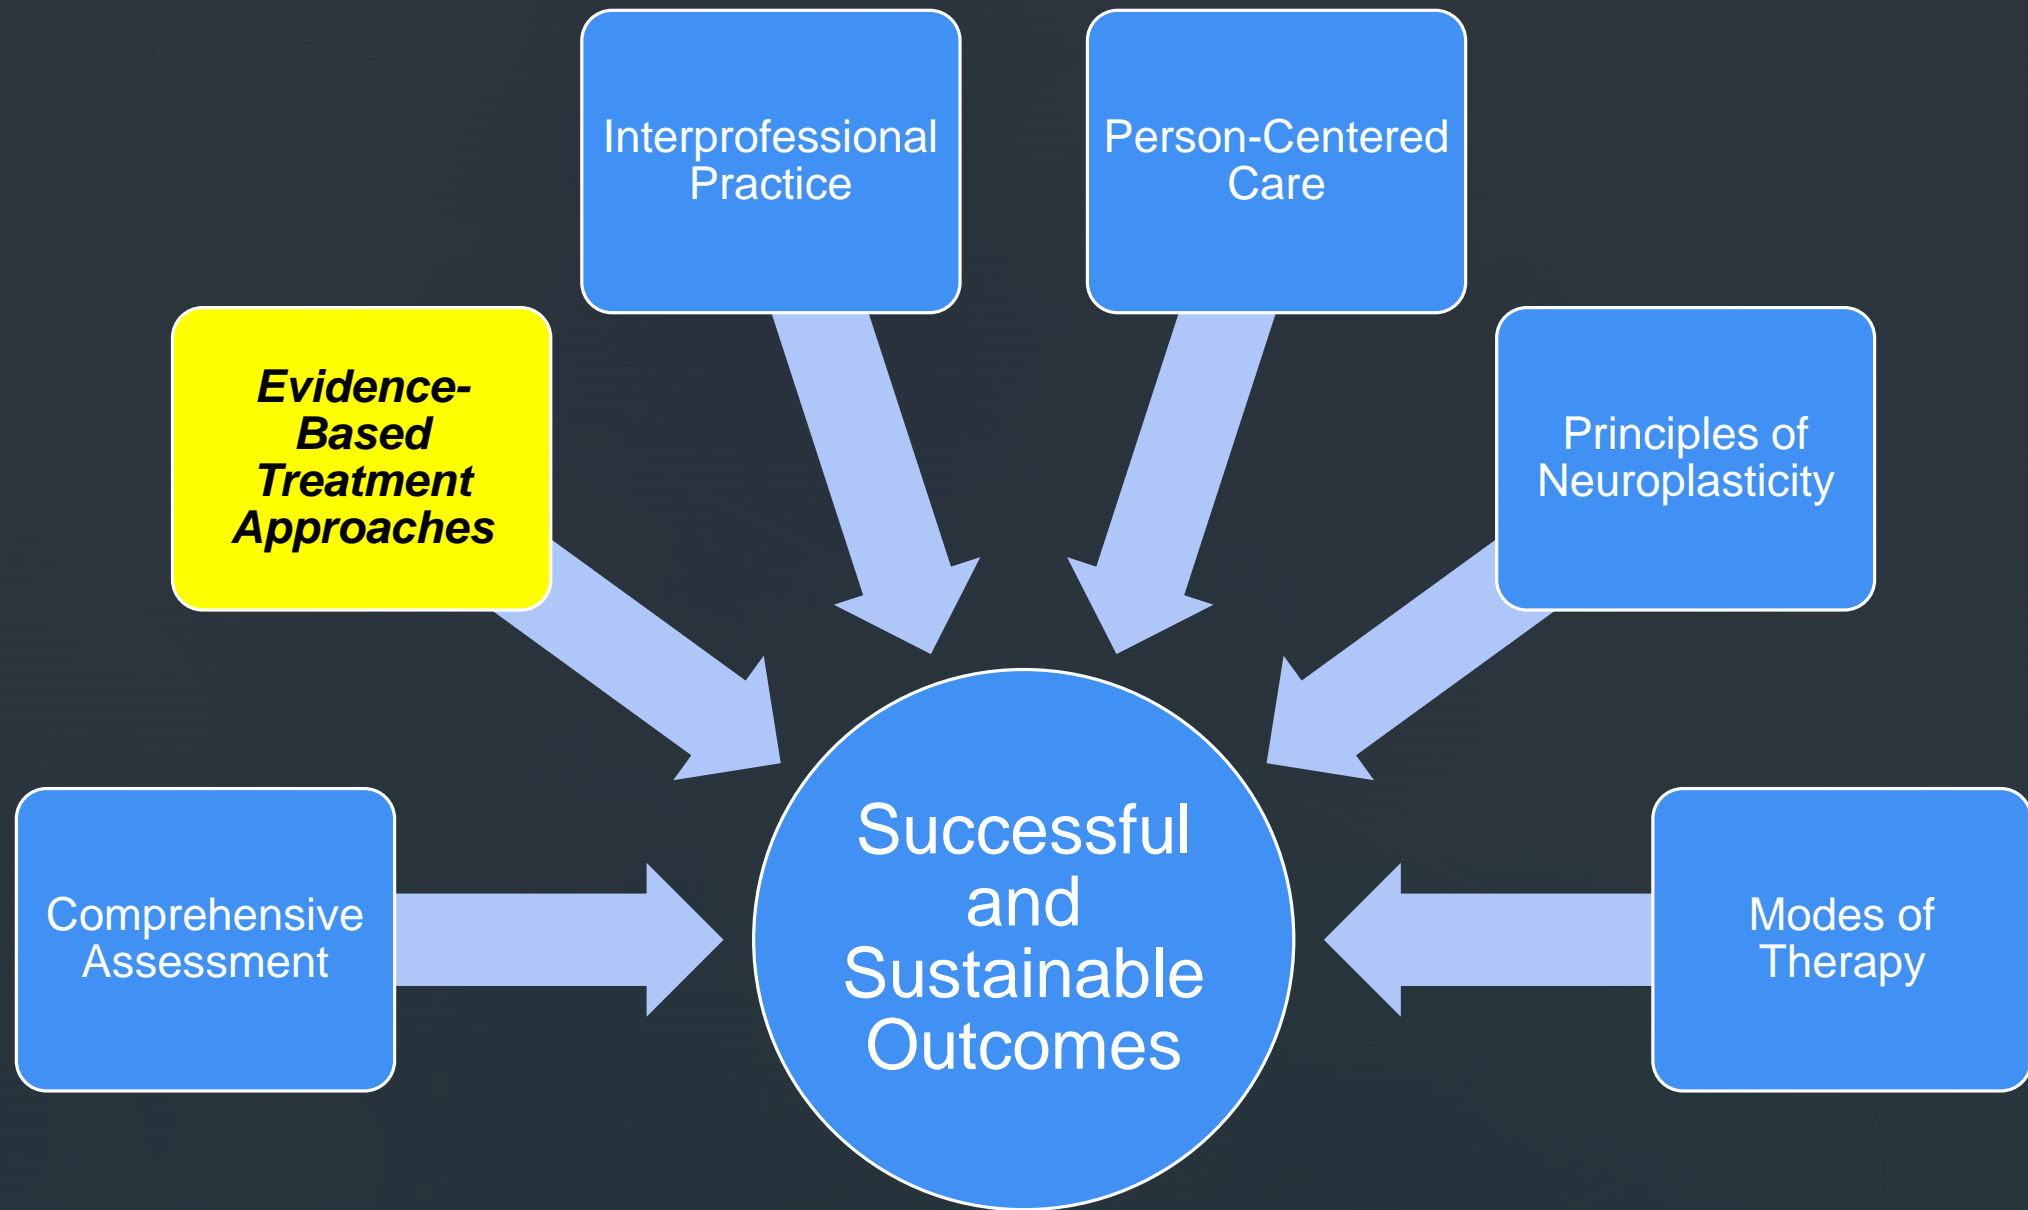 Interprofessional
Practice
Person-Centered
Care
Evidence-
Based
Treatment
Approaches
Principles of
Neuroplasticity
Comprehensive
Assessment
Successful
and
Sustainable
Outcomes
Modes of
Therapy